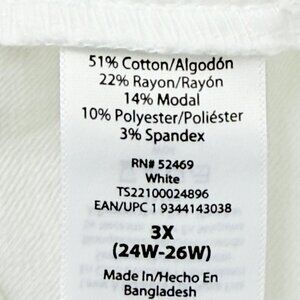 51% Cotton/Algodón
22% Rayon/Rayón
14% Modal
10% Polyester/Poliéster
3% Spandex
RN# 52469
White
TS22100024896
EAN/UPC 1 9344143038
3X
(24W-26W)
Made In/Hecho En
Bangladesh